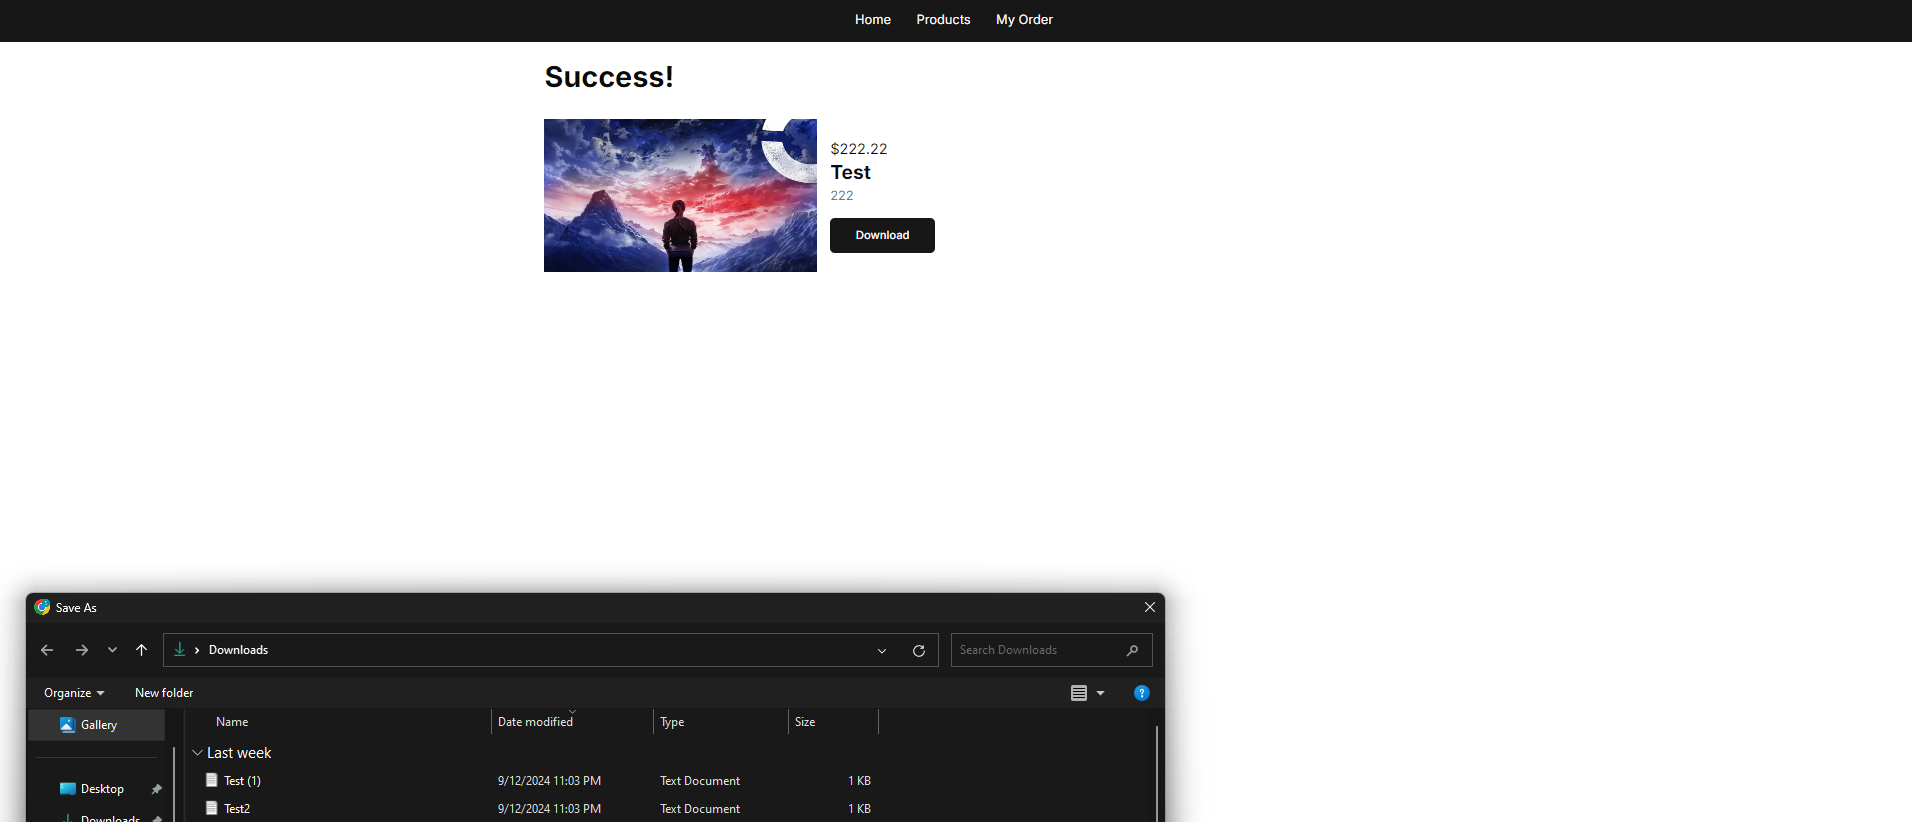 Home Products My Order
Success!
$222.22
Test
222
Download
Save As
Downloads
Search Downloads
Organize New folder
?
Gallery
Desktop
Downloads
Name Date modified Type Size
Last week
Test (1) 9/12/2024 11:03 PM Text Document 1 KB
Test2 9/12/2024 11:03 PM Text Document 1 KB